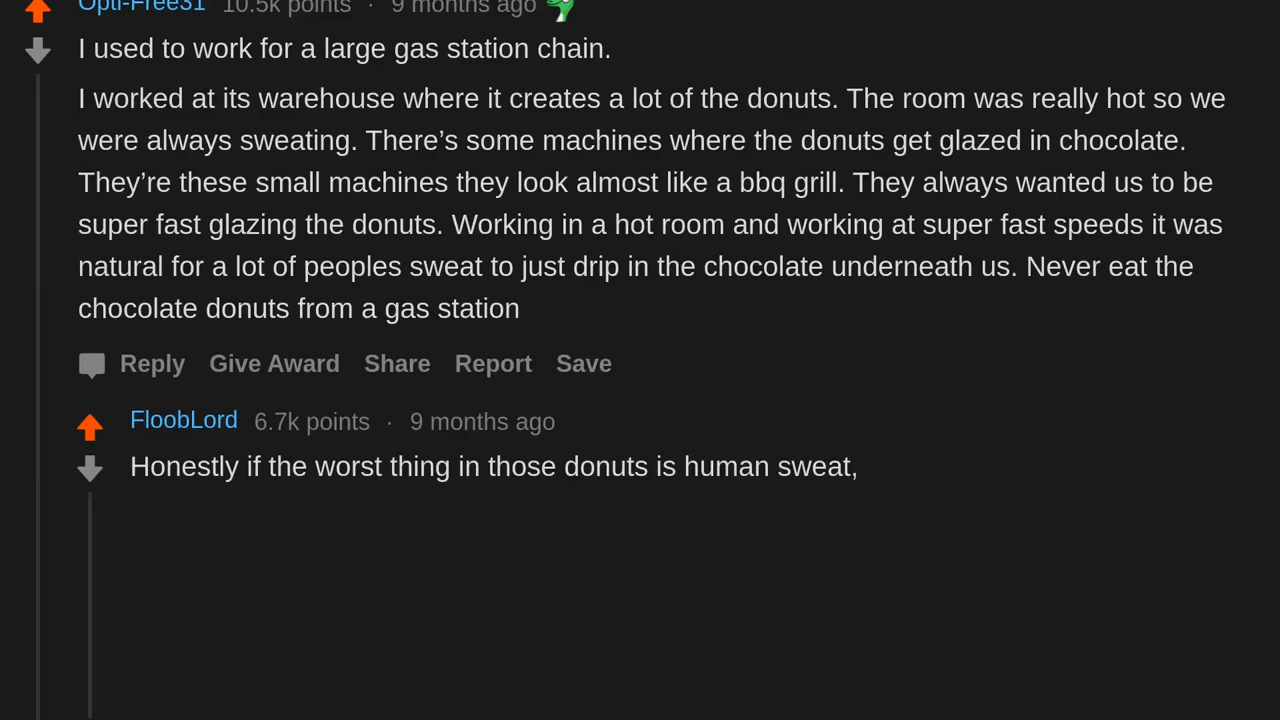 Opti-Free31 10.5k points · 9 months ago
I used to work for a large gas station chain.
I worked at its warehouse where it creates a lot of the donuts. The room was really hot so we
were always sweating. There’s some machines where the donuts get glazed in chocolate.
They’re these small machines they look almost like a bbq grill. They always wanted us to be
super fast glazing the donuts. Working in a hot room and working at super fast speeds it was
natural for a lot of peoples sweat to just drip in the chocolate underneath us. Never eat the
chocolate donuts from a gas station
Reply Give Award Share Report Save
FloobLord 6.7k points · 9 months ago
Honestly if the worst thing in those donuts is human sweat,